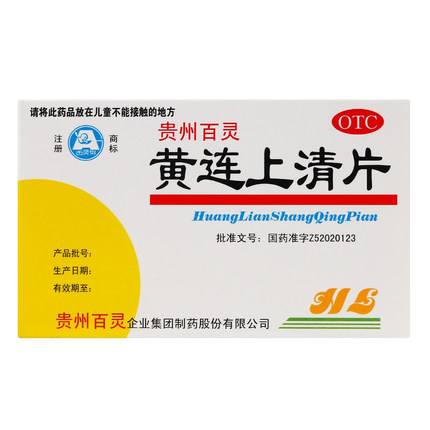 请将此药品放在儿童不能接触的地方
OTC
注册
商标
贵州百灵
黄连上清片
HuangLianShangQingPian
批准文号：国药准字Z52020123
产品批号：
生产日期：
有效期至：
HL
贵州百灵企业集团制药股份有限公司